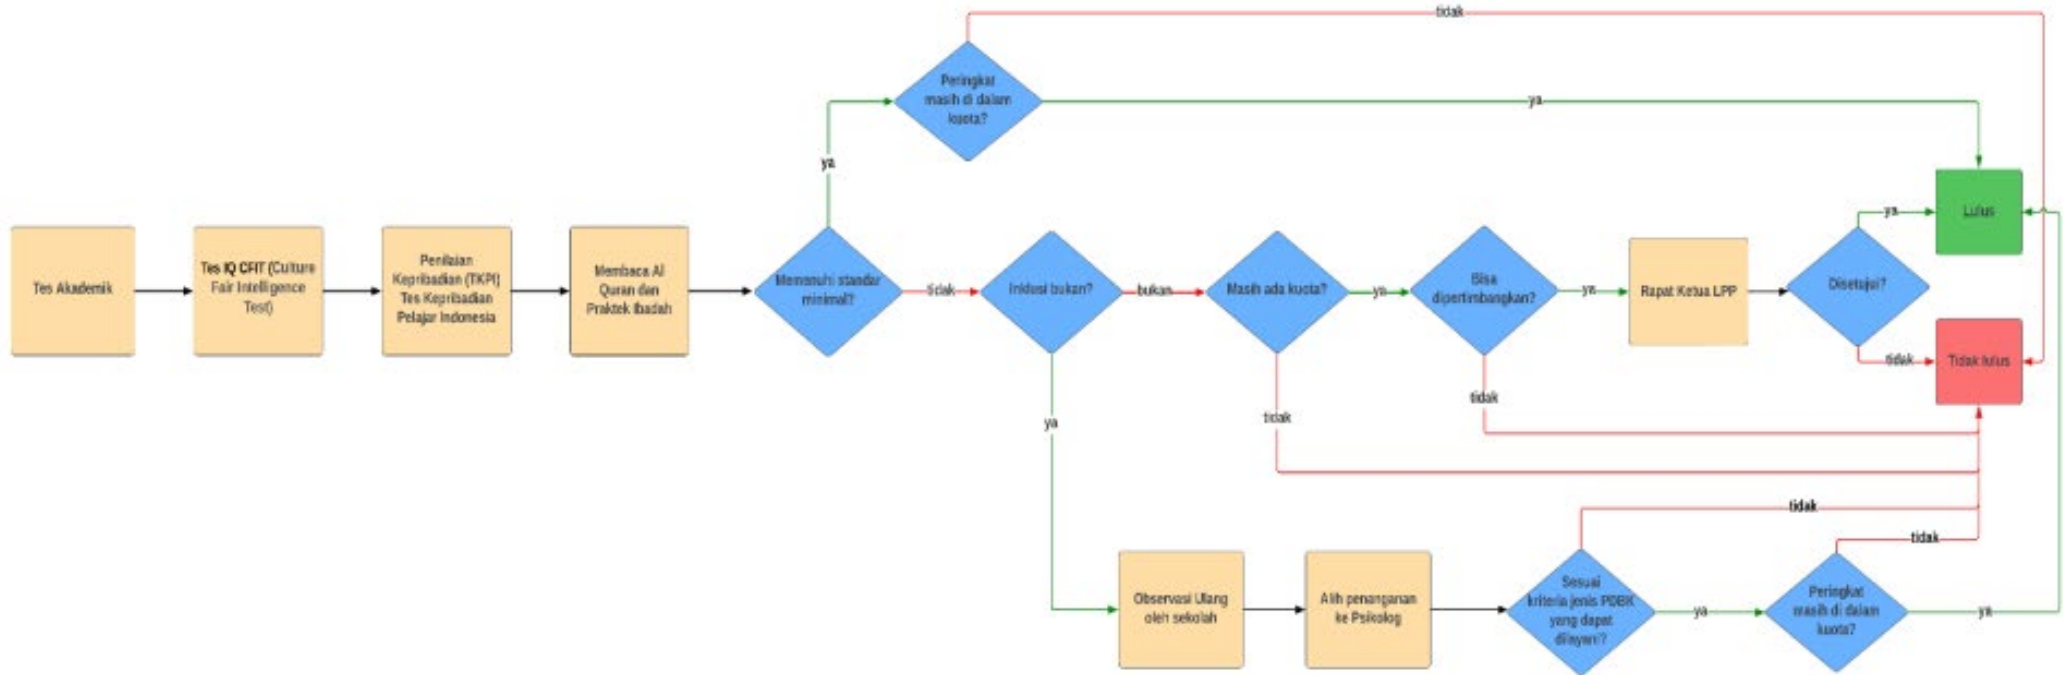 tidak
Peringkat
masih di dalam
kuota?
ya
ya
Lulus
Tes Akademik
Tes IQ CFIT (Culture
Fair Intelligence
Test)
Penilaian
Kepribadian (TKPI)
Tes Kepribadian
Pelajar Indonesia
Membaca Al
Quran dan
Praktek Ibadah
Memenuhi standar
minimal?
tidak
Inklusi bukan?
bukan
Masih ada kuota?
ya
Bisa
dipertimbangkan?
ya
Rapat Ketua LPP
Disetujui?
ya
tidak
Tidak lulus
ya
tidak
tidak
tidak
tidak
Observasi Ulang
oleh sekolah
Alih penanganan
ke Psikolog
Sesuai
kriteria jenis PDBK
yang dapat
dilayani?
ya
Peringkat
masih di dalam
kuota?
ya